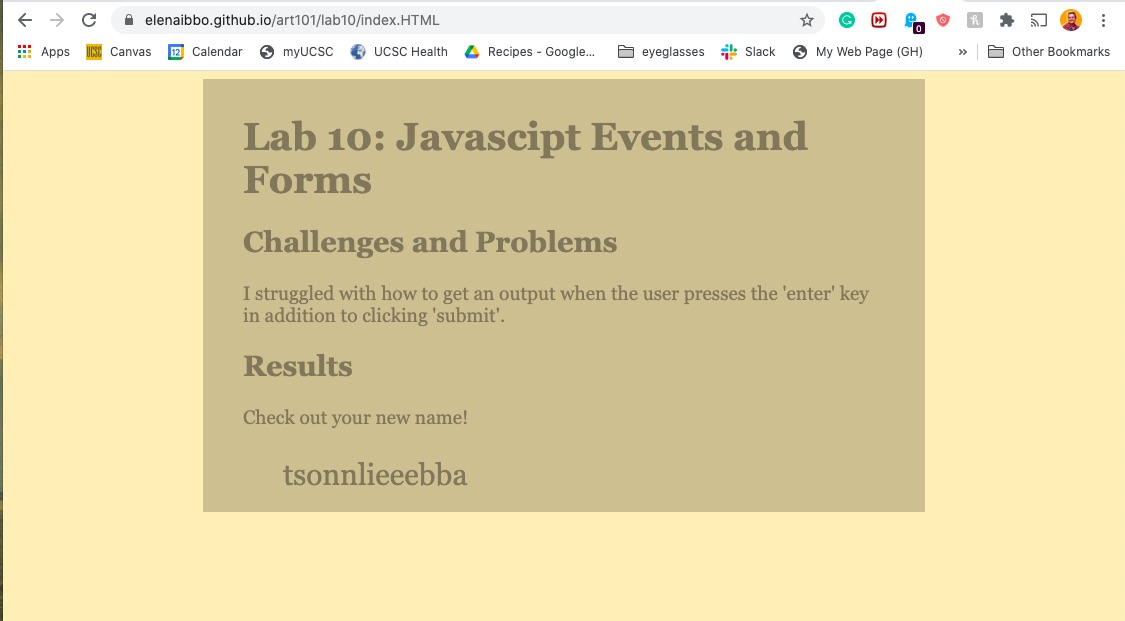 elenaibbo.github.io/art101/lab10/index.HTML
0
Apps UCSC Canvas 12 Calendar myUCSC UCSC Health Recipes - Google... eyeglasses Slack My Web Page (GH) » Other Bookmarks
Lab 10: Javascipt Events and
Forms
Challenges and Problems
I struggled with how to get an output when the user presses the 'enter' key
in addition to clicking 'submit'.
Results
Check out your new name!
tsonnlieeebba